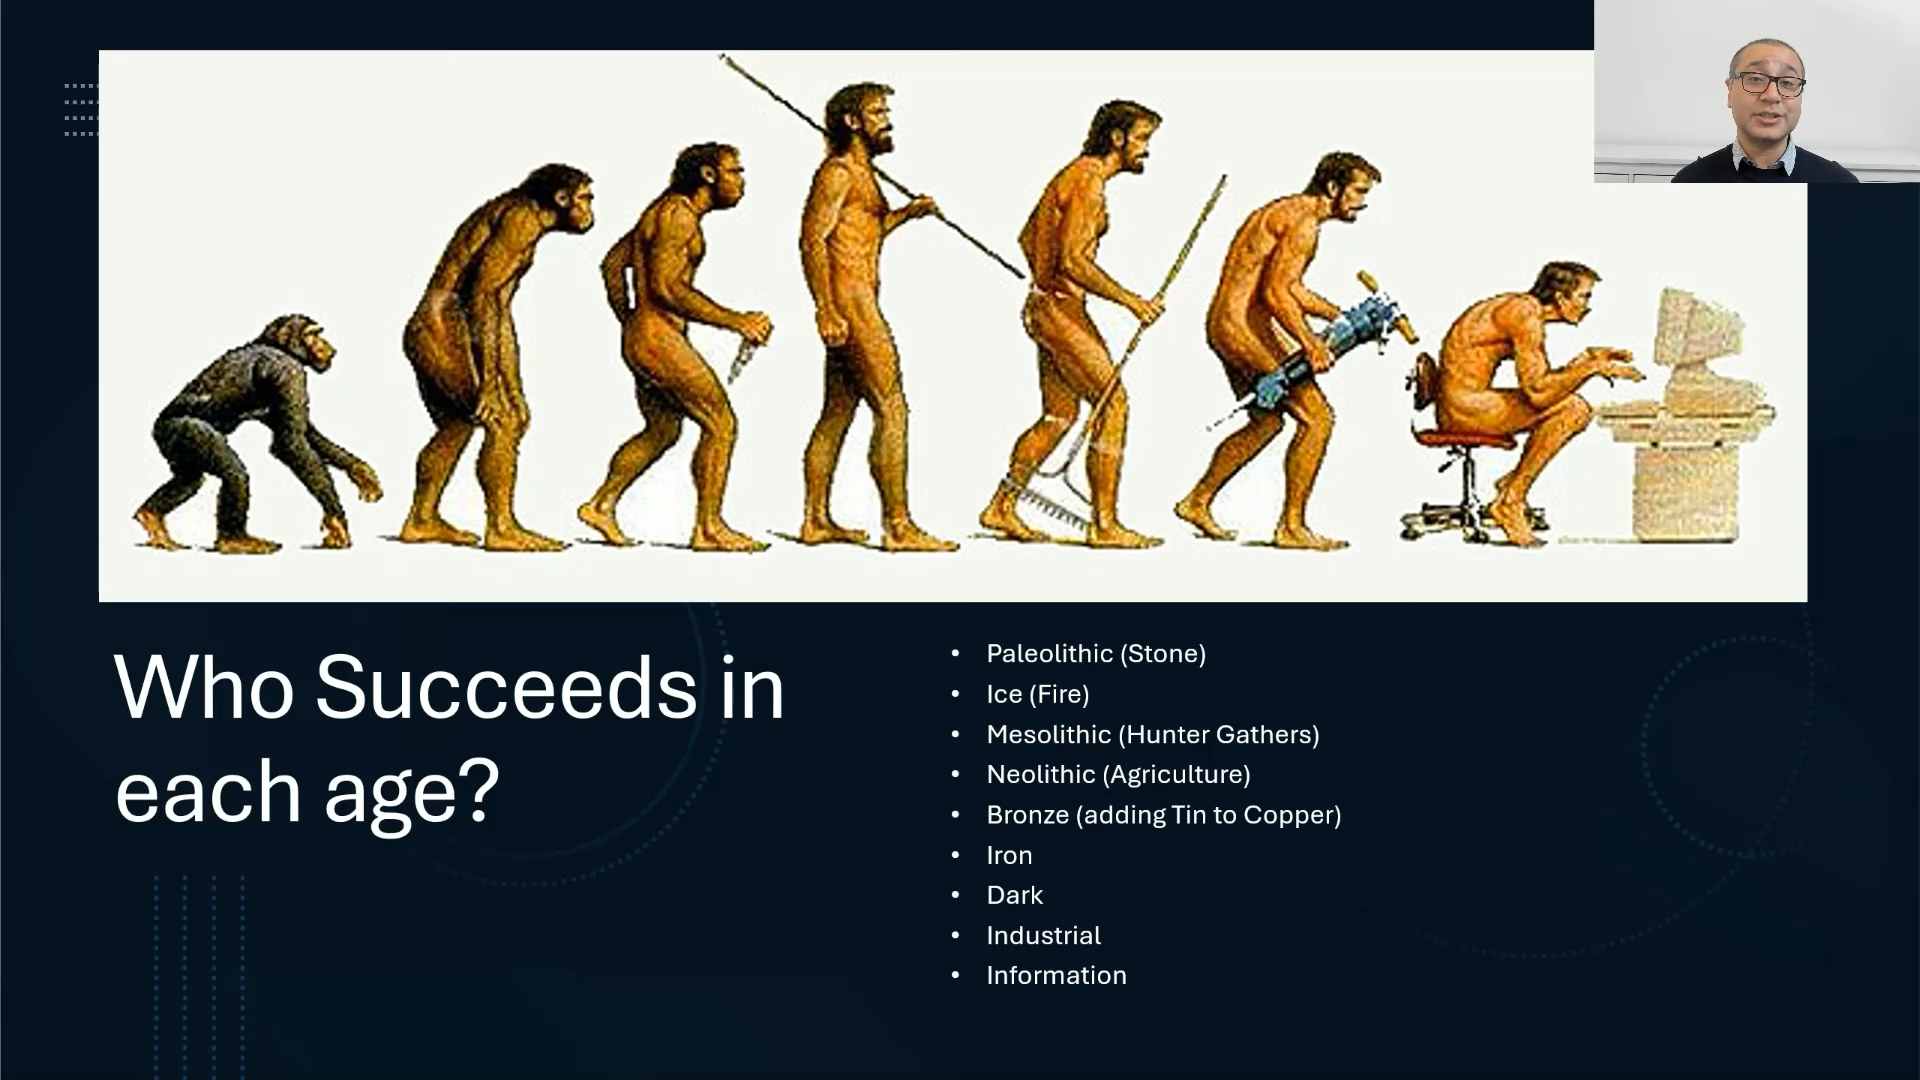 Who Succeeds in
each age?
• Paleolithic (Stone)
• Ice (Fire)
• Mesolithic (Hunter Gathers)
• Neolithic (Agriculture)
• Bronze (adding Tin to Copper)
• Iron
• Dark
• Industrial
• Information